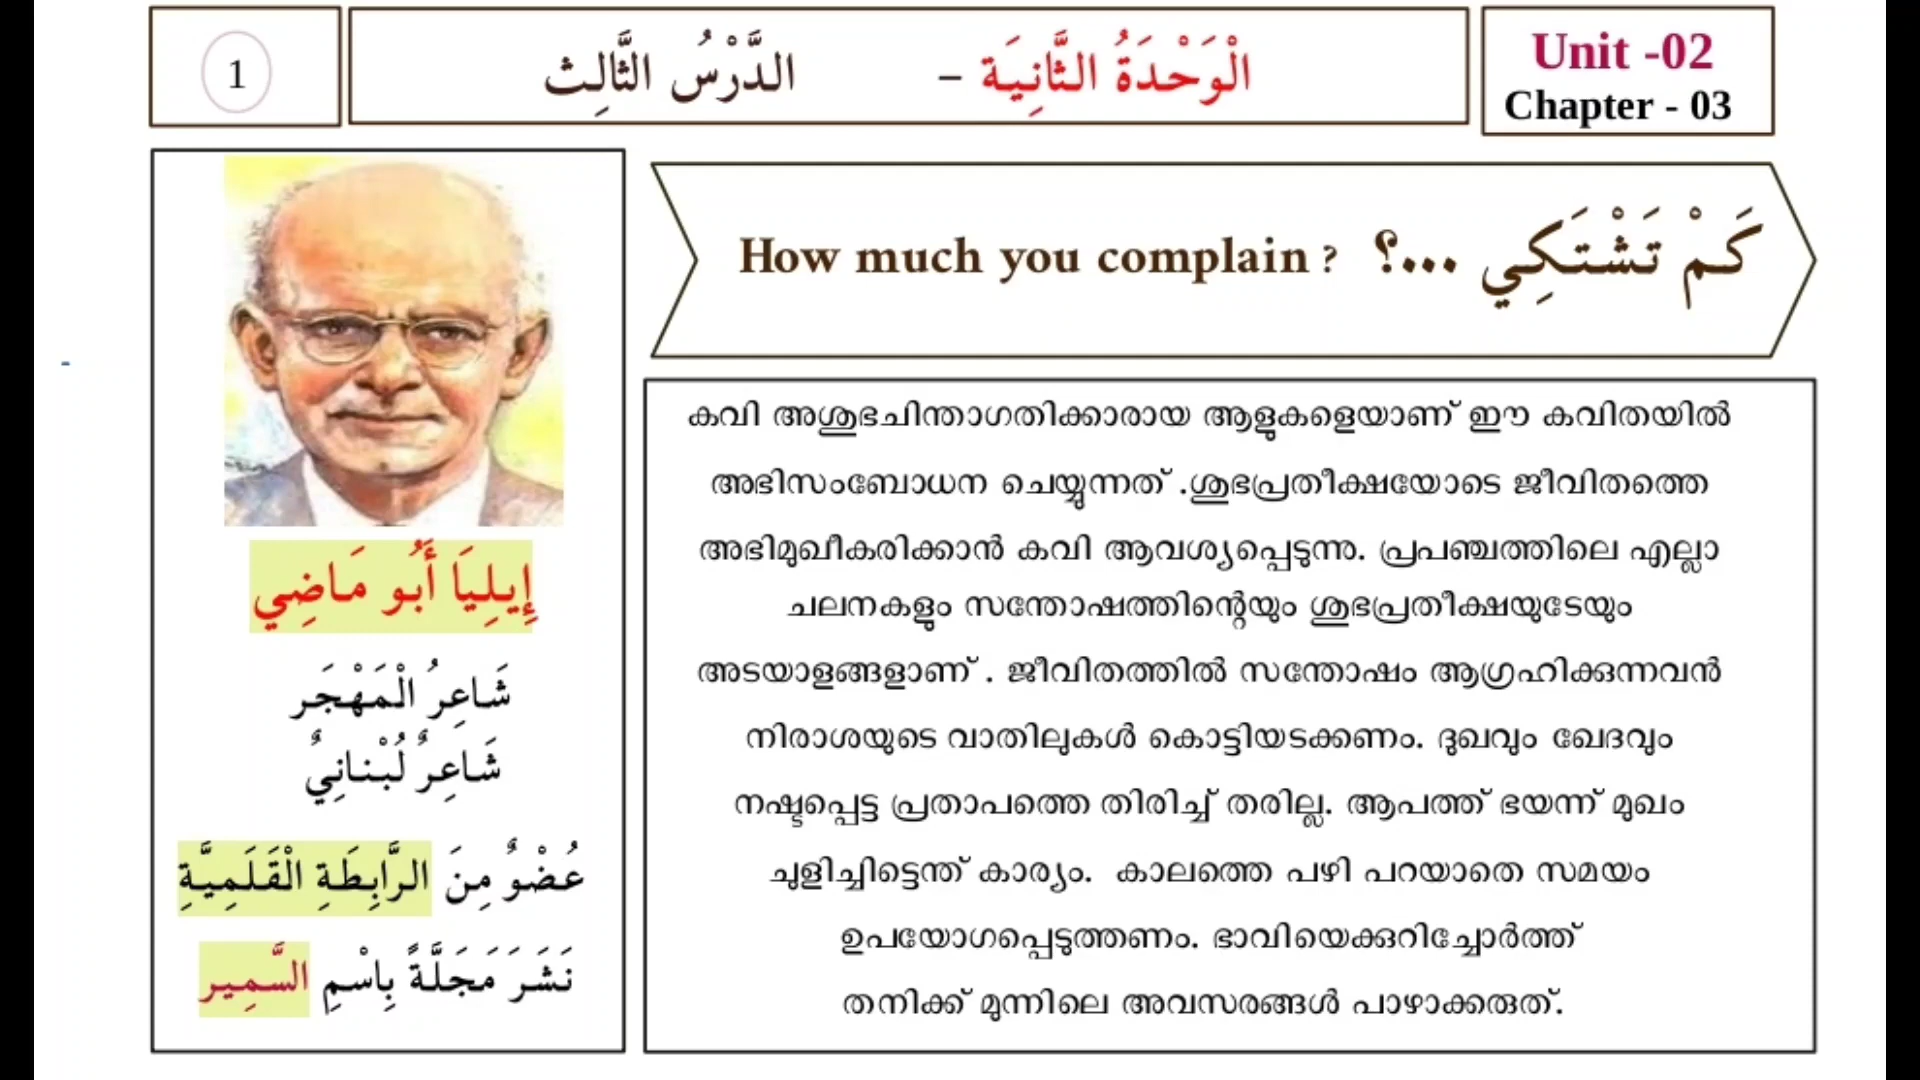 1
الْوَحْدَةُ الثَّانِيَة – الدَّرْسُ الثَّالِث
Unit -02
Chapter - 03
How much you complain ? كَمْ تَشْتَكِي ...؟
إِيلِيَا أَبُو مَاضِي
شَاعِرُ الْمَهْجَر
شَاعِرٌ لُبْنانِيٌ
عُضْوٌ مِنَ الرَّابِطَةِ الْقَلَمِيَّةِ
نَشَرَ مَجَلَّةً بِاسْمِ السَّمِير
കവി അശുഭചിന്താഗതിക്കാരായ ആളുകളെയാണ് ഈ കവിതയിൽ
അഭിസംബോധന ചെയ്യുന്നത് .ശുഭപ്രതീക്ഷയോടെ ജീവിതത്തെ
അഭിമുഖീകരിക്കാൻ കവി ആവശ്യപ്പെടുന്നു. പ്രപഞ്ചത്തിലെ എല്ലാ
ചലനകളും സന്തോഷത്തിന്റെയും ശുഭപ്രതീക്ഷയുടേയും
അടയാളങ്ങളാണ് . ജീവിതത്തിൽ സന്തോഷം ആഗ്രഹിക്കുന്നവൻ
നിരാശയുടെ വാതിലുകൾ കൊട്ടിയടക്കണം. ദുഖവും ഖേദവും
നഷ്ടപ്പെട്ട പ്രതാപത്തെ തിരിച്ച് തരില്ല. ആപത്ത് ഭയന്ന് മുഖം
ചുളിച്ചിട്ടെന്ത് കാര്യം. കാലത്തെ പഴി പറയാതെ സമയം
ഉപയോഗപ്പെടുത്തണം. ഭാവിയെക്കുറിച്ചോർത്ത്
തനിക്ക് മുന്നിലെ അവസരങ്ങൾ പാഴാക്കരുത്.